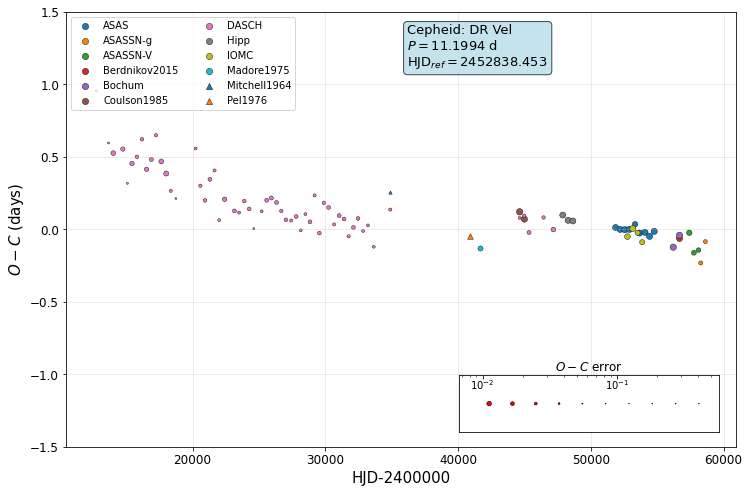 1.5
1.0
0.5
0.0
−0.5
−1.0
−1.5
O − C (days)
ASAS
ASASSN-g
ASASSN-V
Berdnikov2015
Bochum
Coulson1985
DASCH
Hipp
IOMC
Madore1975
Mitchell1964
Pel1976
Cepheid: DR Vel
P = 11.1994 d
HJD_ref = 2452838.453
O − C error
10^−2 10^−1
20000 30000 40000 50000 60000
HJD-2400000